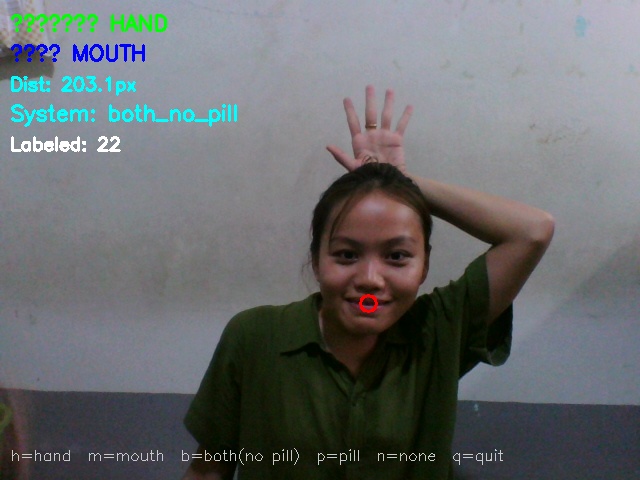 ??????? HAND
???? MOUTH
Dist: 203.1px
System: both_no_pill
Labeled: 22
h=hand m=mouth b=both(no pill) p=pill n=none q=quit